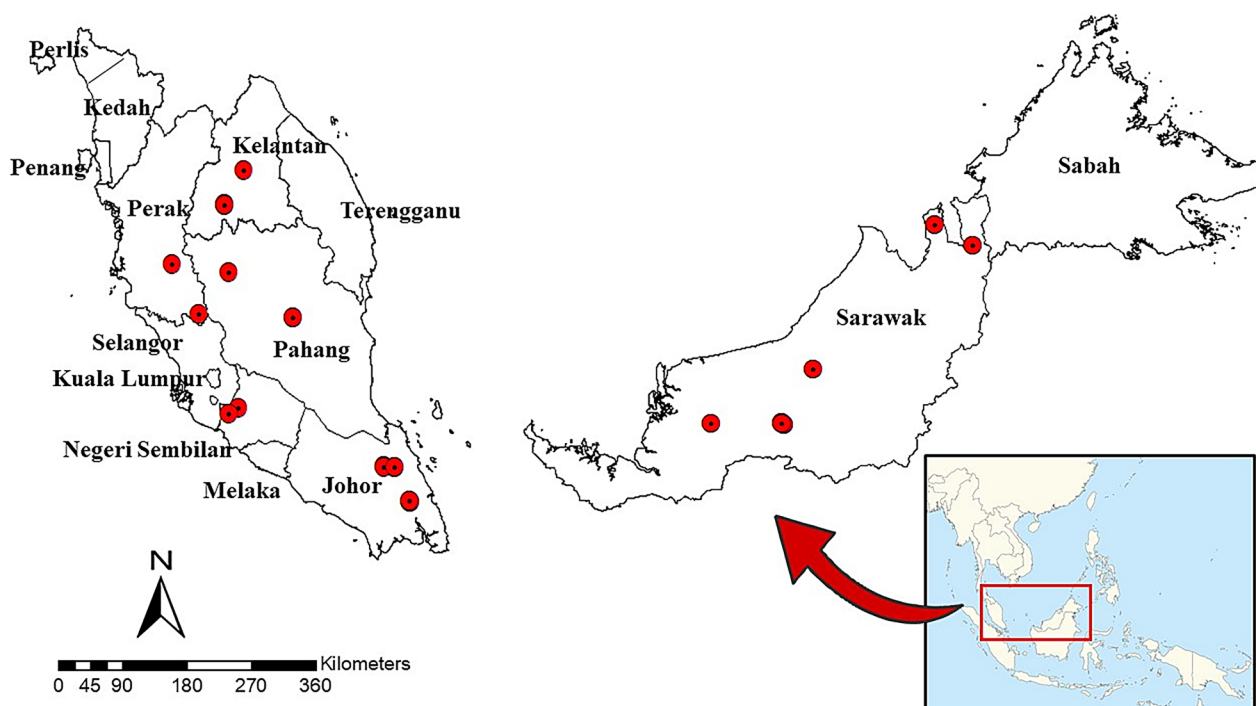 Perlis
Kedah
Penang
Kelantan
Perak
Terengganu
Selangor
Pahang
Kuala Lumpur
Negeri Sembilan
Melaka
Johor
Sabah
Sarawak
N
Kilometers
0 45 90 180 270 360